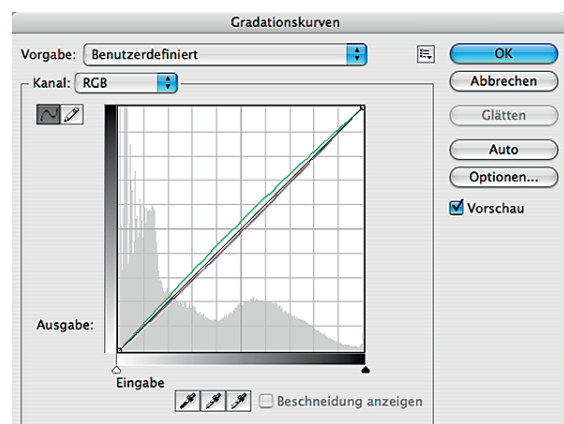 Gradationskurven
Vorgabe: Benutzerdefiniert
OK
Kanal: RGB
Abbrechen
Glätten
Auto
Optionen...
Vorschau
Ausgabe:
Eingabe
Beschneidung anzeigen